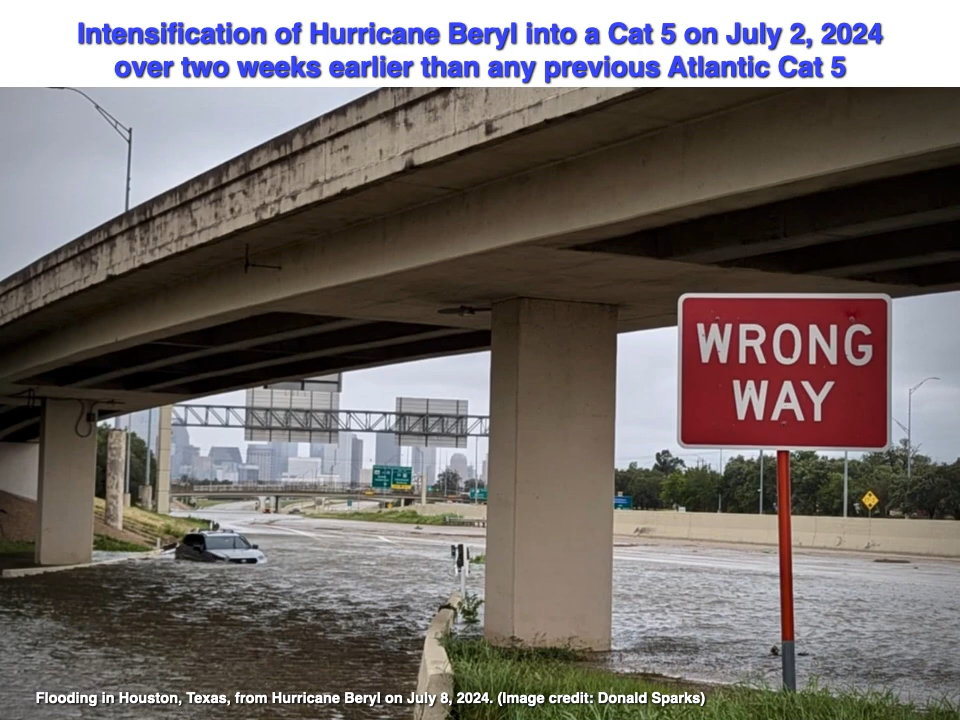 Intensification of Hurricane Beryl into a Cat 5 on July 2, 2024
over two weeks earlier than any previous Atlantic Cat 5
WRONG
WAY
Flooding in Houston, Texas, from Hurricane Beryl on July 8, 2024. (Image credit: Donald Sparks)